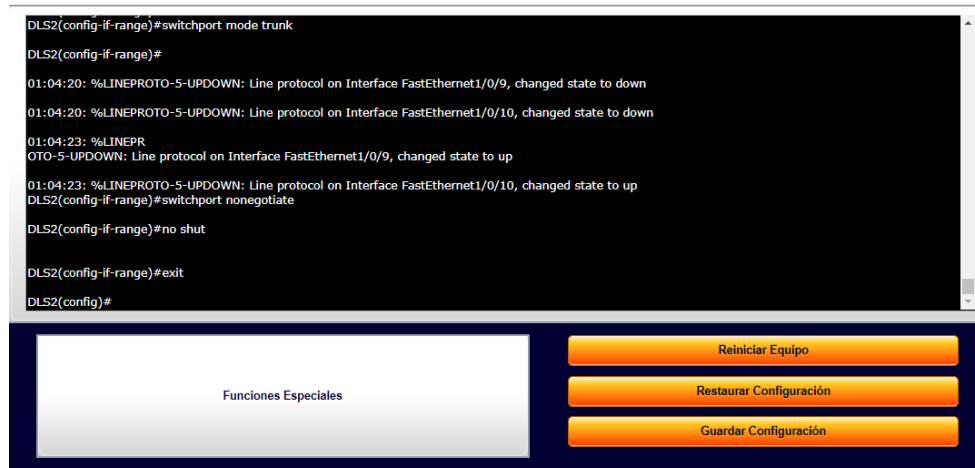 DLS2(config-if-range)#switchport mode trunk
DLS2(config-if-range)#
01:04:20: %LINEPROTO-5-UPDOWN: Line protocol on Interface FastEthernet1/0/9, changed state to down
01:04:20: %LINEPROTO-5-UPDOWN: Line protocol on Interface FastEthernet1/0/10, changed state to down
01:04:23: %LINEPR
OTO-5-UPDOWN: Line protocol on Interface FastEthernet1/0/9, changed state to up
01:04:23: %LINEPROTO-5-UPDOWN: Line protocol on Interface FastEthernet1/0/10, changed state to up
DLS2(config-if-range)#switchport nonegotiate
DLS2(config-if-range)#no shut
DLS2(config-if-range)#exit
DLS2(config)#
Funciones Especiales
Reiniciar Equipo
Restaurar Configuración
Guardar Configuración